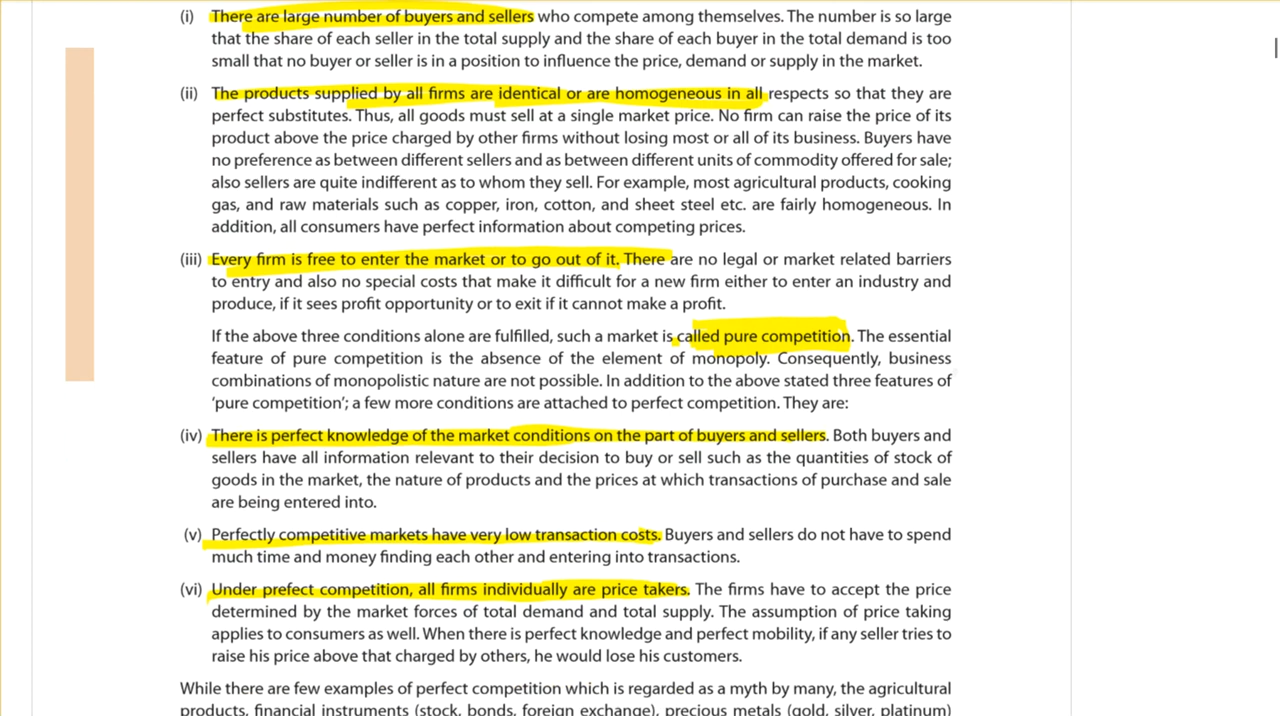 (i) There are large number of buyers and sellers who compete among themselves. The number is so large
that the share of each seller in the total supply and the share of each buyer in the total demand is too
small that no buyer or seller is in a position to influence the price, demand or supply in the market.
(ii) The products supplied by all firms are identical or are homogeneous in all respects so that they are
perfect substitutes. Thus, all goods must sell at a single market price. No firm can raise the price of its
product above the price charged by other firms without losing most or all of its business. Buyers have
no preference as between different sellers and as between different units of commodity offered for sale;
also sellers are quite indifferent as to whom they sell. For example, most agricultural products, cooking
gas, and raw materials such as copper, iron, cotton, and sheet steel etc. are fairly homogeneous. In
addition, all consumers have perfect information about competing prices.
(iii) Every firm is free to enter the market or to go out of it. There are no legal or market related barriers
to entry and also no special costs that make it difficult for a new firm either to enter an industry and
produce, if it sees profit opportunity or to exit if it cannot make a profit.
If the above three conditions alone are fulfilled, such a market is called pure competition. The essential
feature of pure competition is the absence of the element of monopoly. Consequently, business
combinations of monopolistic nature are not possible. In addition to the above stated three features of
'pure competition'; a few more conditions are attached to perfect competition. They are:
(iv) There is perfect knowledge of the market conditions on the part of buyers and sellers. Both buyers and
sellers have all information relevant to their decision to buy or sell such as the quantities of stock of
goods in the market, the nature of products and the prices at which transactions of purchase and sale
are being entered into.
(v) Perfectly competitive markets have very low transaction costs. Buyers and sellers do not have to spend
much time and money finding each other and entering into transactions.
(vi) Under prefect competition, all firms individually are price takers. The firms have to accept the price
determined by the market forces of total demand and total supply. The assumption of price taking
applies to consumers as well. When there is perfect knowledge and perfect mobility, if any seller tries to
raise his price above that charged by others, he would lose his customers.
While there are few examples of perfect competition which is regarded as a myth by many, the agricultural
products, financial instruments (stock, bonds, foreign exchange), precious metals (gold, silver, platinum)